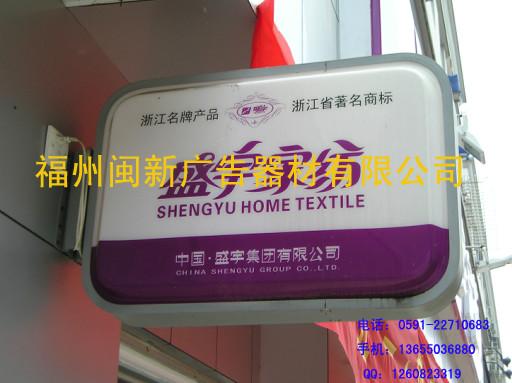 浙江名牌产品
浙江省著名商标
福州闽新广告器材有限公司
盛宇家纺
SHENGYU HOME TEXTILE
中国·盛宇集团有限公司
CHINA SHENGYU GROUP CO.,LTD.
电话：0591-22710683
手机：13655036880
QQ：1260823319